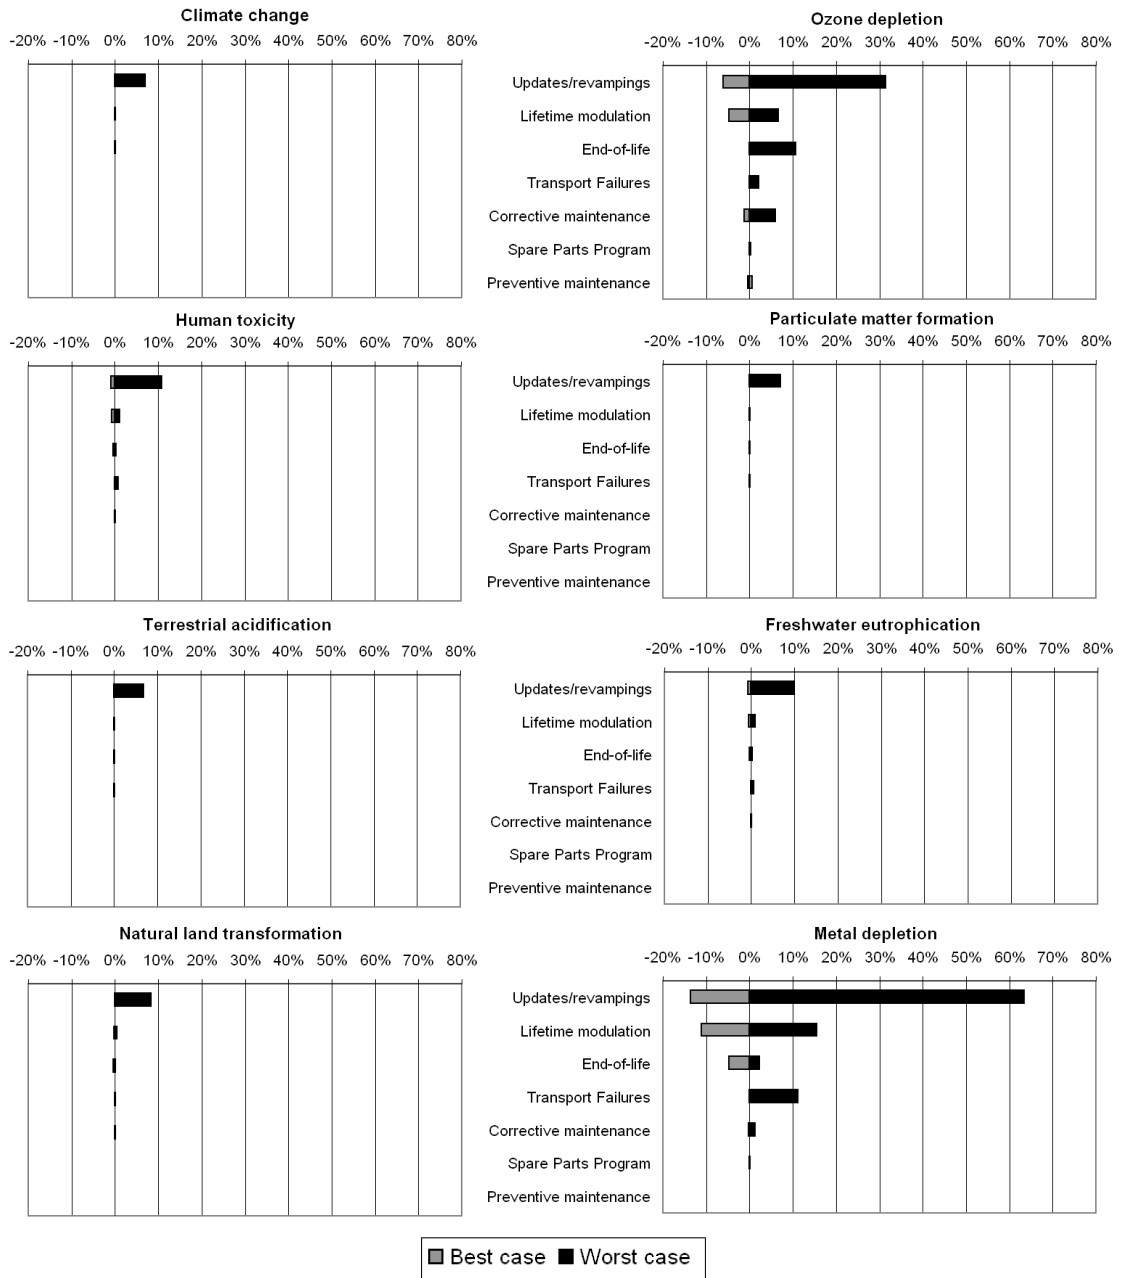 Climate change
-20% -10% 0% 10% 20% 30% 40% 50% 60% 70% 80%
Ozone depletion
-20% -10% 0% 10% 20% 30% 40% 50% 60% 70% 80%
Updates/revampings
Lifetime modulation
End-of-life
Transport Failures
Corrective maintenance
Spare Parts Program
Preventive maintenance
Human toxicity
-20% -10% 0% 10% 20% 30% 40% 50% 60% 70% 80%
Particulate matter formation
-20% -10% 0% 10% 20% 30% 40% 50% 60% 70% 80%
Updates/revampings
Lifetime modulation
End-of-life
Transport Failures
Corrective maintenance
Spare Parts Program
Preventive maintenance
Terrestrial acidification
-20% -10% 0% 10% 20% 30% 40% 50% 60% 70% 80%
Freshwater eutrophication
-20% -10% 0% 10% 20% 30% 40% 50% 60% 70% 80%
Updates/revampings
Lifetime modulation
End-of-life
Transport Failures
Corrective maintenance
Spare Parts Program
Preventive maintenance
Natural land transformation
-20% -10% 0% 10% 20% 30% 40% 50% 60% 70% 80%
Metal depletion
-20% -10% 0% 10% 20% 30% 40% 50% 60% 70% 80%
Updates/revampings
Lifetime modulation
End-of-life
Transport Failures
Corrective maintenance
Spare Parts Program
Preventive maintenance
Best case Worst case